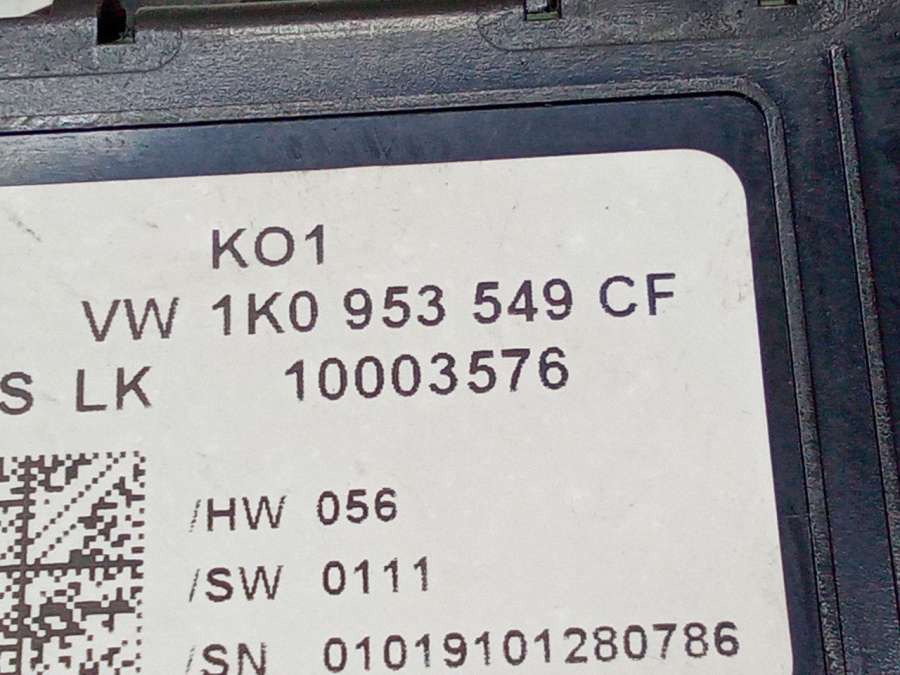 KO1
VW 1K0 953 549 CF
S LK 10003576
/HW 056
/SW 0111
/SN 01019101280786